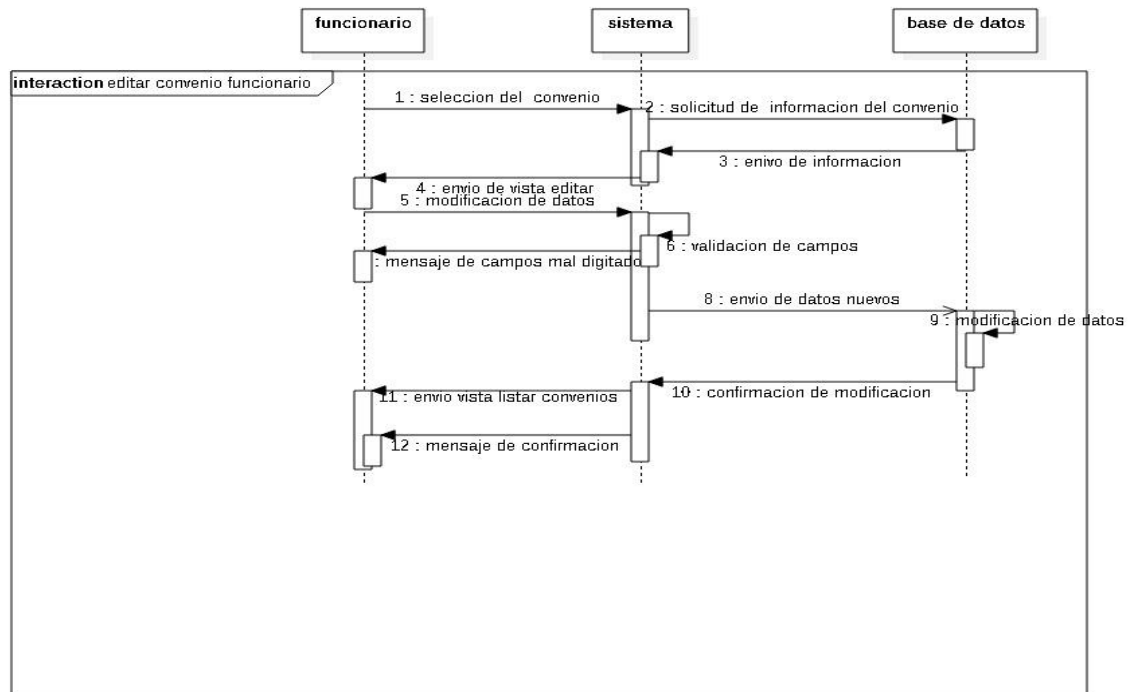 funcionario
sistema
base de datos
interaction editar convenio funcionario
1 : seleccion del convenio
2 : solicitud de informacion del convenio
3 : enivo de informacion
4 : envio de vista editar
5 : modificacion de datos
6 : validacion de campos
: mensaje de campos mal digitado
8 : envio de datos nuevos
9 : modificacion de datos
10 : confirmacion de modificacion
11 : envio vista listar convenios
12 : mensaje de confirmacion